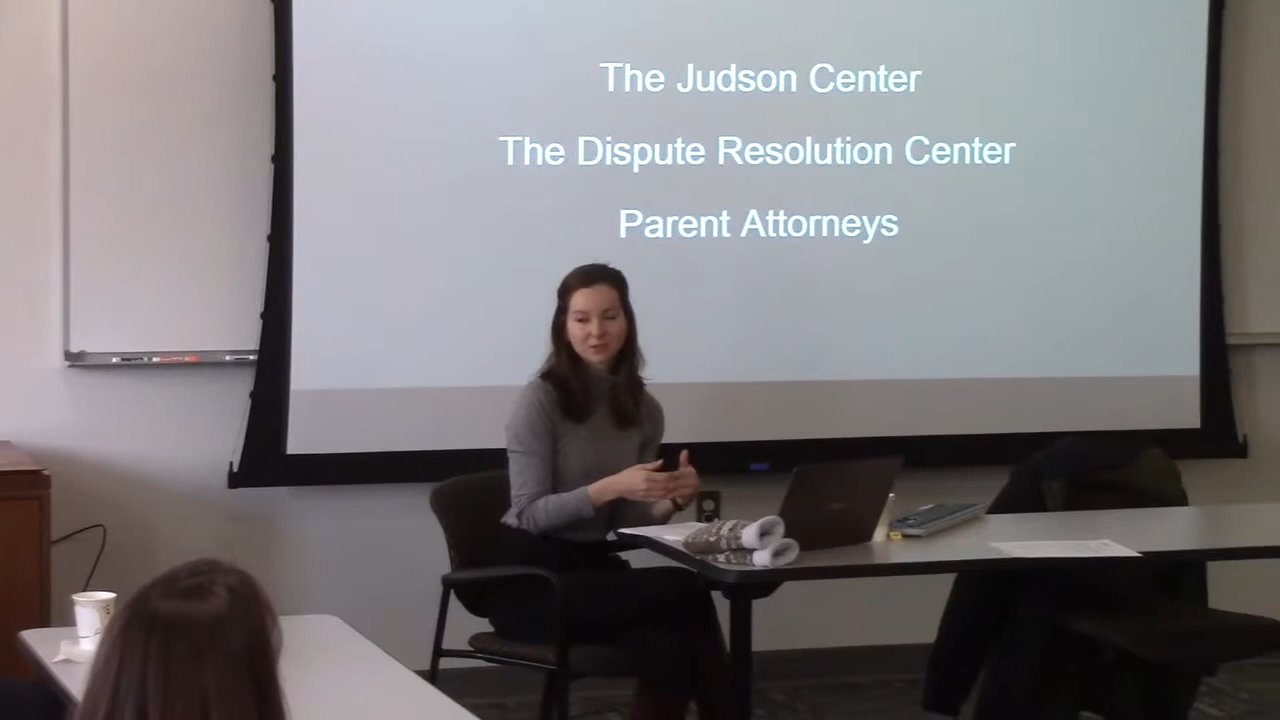 The Judson Center
The Dispute Resolution Center
Parent Attorneys